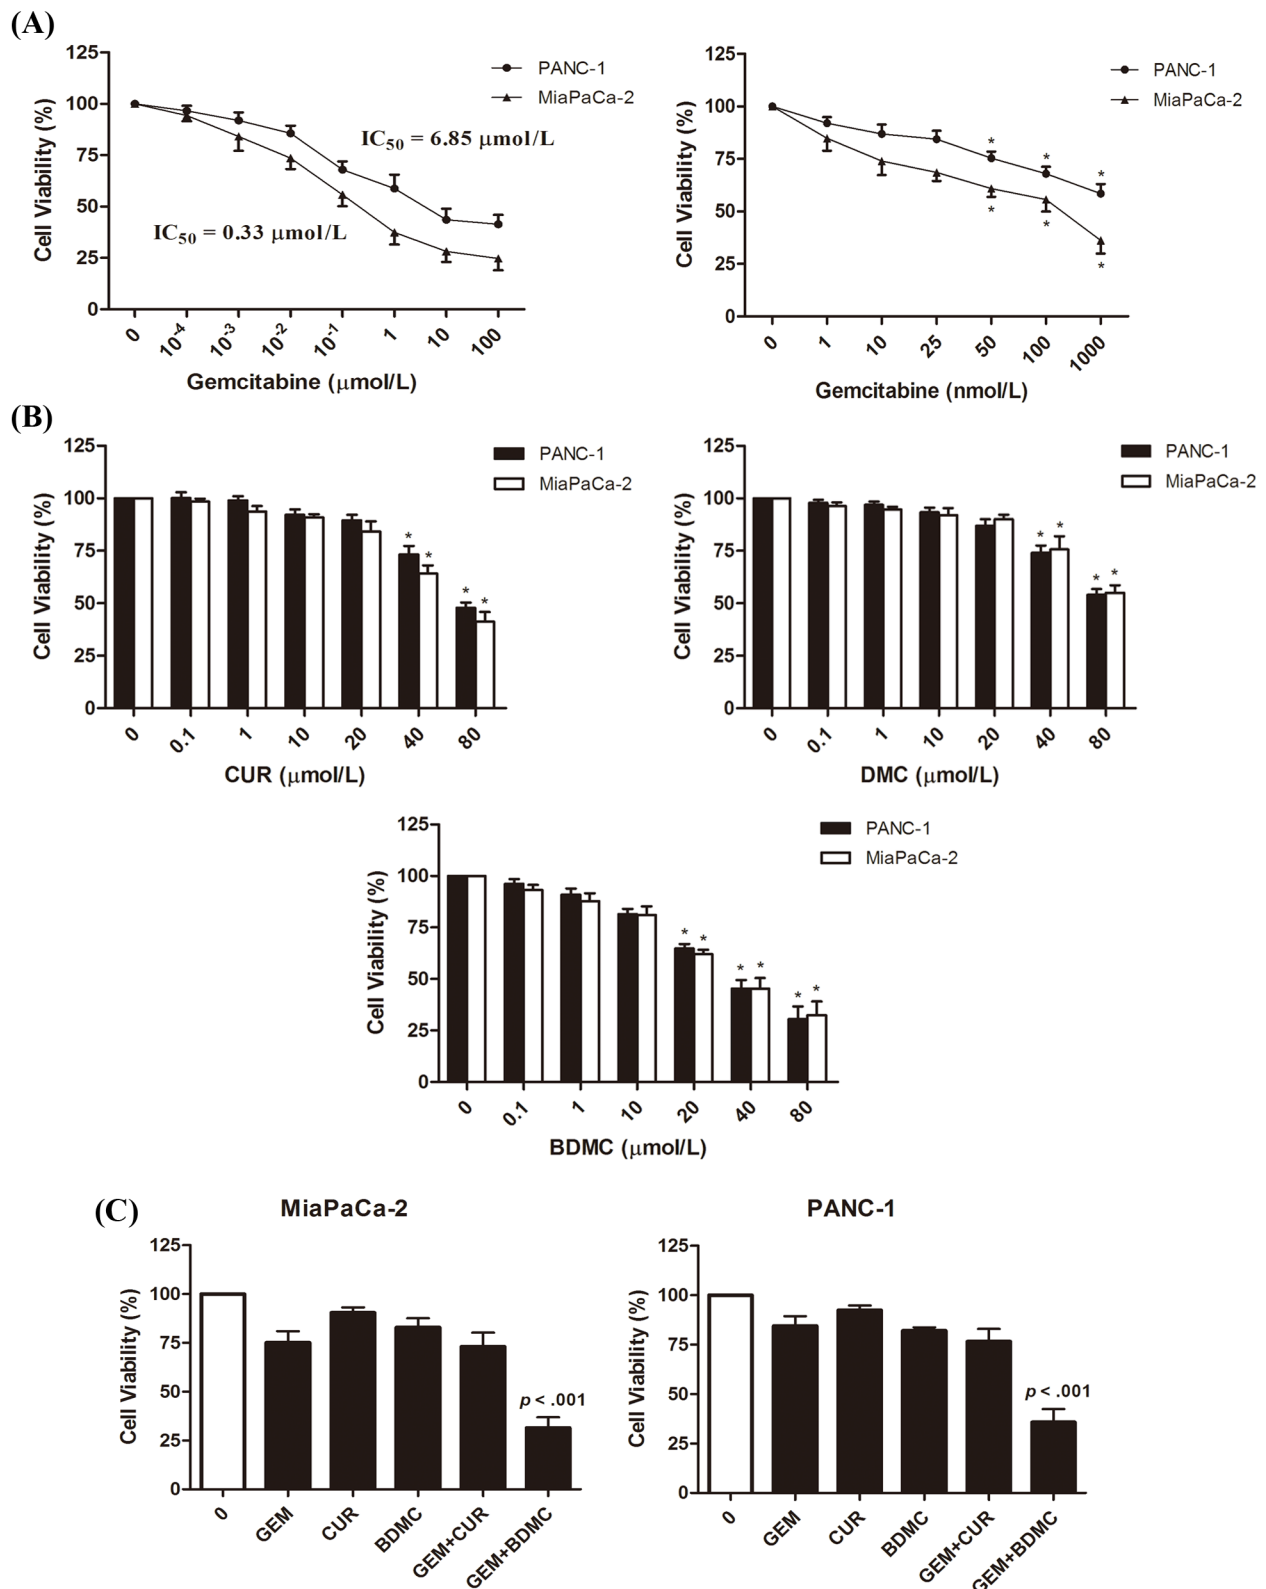 (A)
125
100
75
50
25
0
Cell Viability (%)
PANC-1
MiaPaCa-2
IC50 = 6.85 μmol/L
IC50 = 0.33 μmol/L
0 10-4 10-3 10-2 10-1 1 10 100
Gemcitabine (μmol/L)
125
100
75
50
25
0
Cell Viability (%)
PANC-1
MiaPaCa-2
* * *
* * *
0 1 10 25 50 100 1000
Gemcitabine (nmol/L)
(B)
125
100
75
50
25
0
Cell Viability (%)
PANC-1
MiaPaCa-2
* * * *
0 0.1 1 10 20 40 80
CUR (μmol/L)
125
100
75
50
25
0
Cell Viability (%)
PANC-1
MiaPaCa-2
* * * *
0 0.1 1 10 20 40 80
DMC (μmol/L)
125
100
75
50
25
0
Cell Viability (%)
PANC-1
MiaPaCa-2
* * * * * *
0 0.1 1 10 20 40 80
BDMC (μmol/L)
(C)
MiaPaCa-2
125
100
75
50
25
0
Cell Viability (%)
p < .001
0 GEM CUR BDMC GEM+CUR GEM+BDMC
PANC-1
125
100
75
50
25
0
Cell Viability (%)
p < .001
0 GEM CUR BDMC GEM+CUR GEM+BDMC